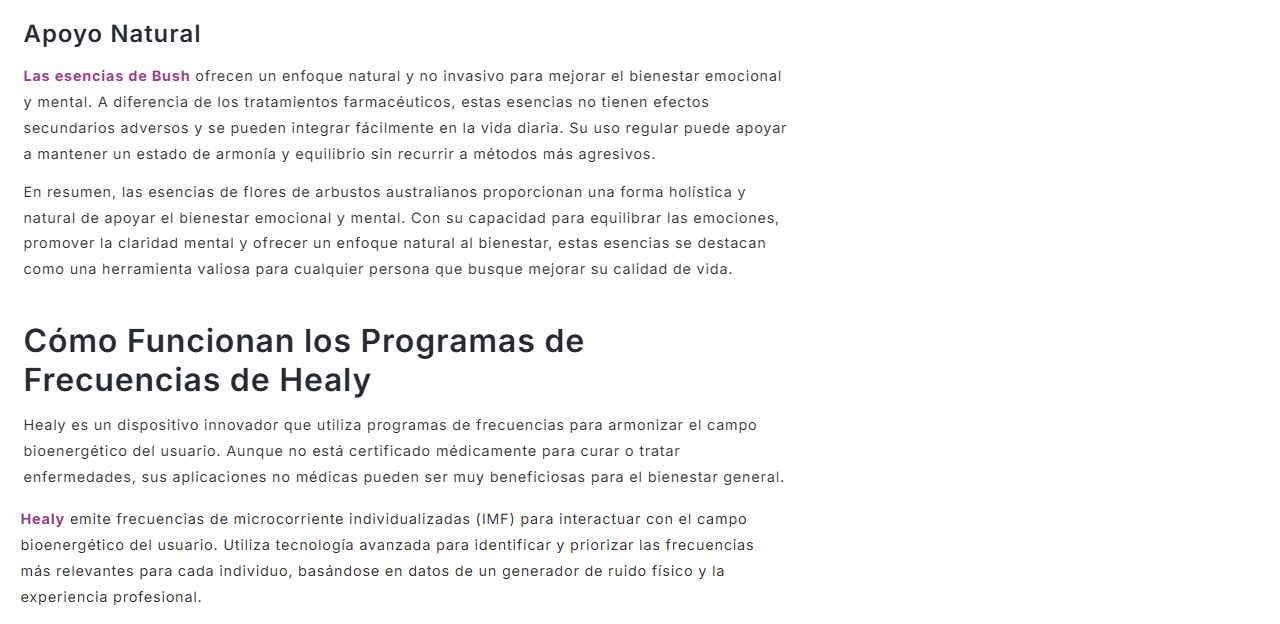 Apoyo Natural
Las esencias de Bush ofrecen un enfoque natural y no invasivo para mejorar el bienestar emocional
y mental. A diferencia de los tratamientos farmacéuticos, estas esencias no tienen efectos
secundarios adversos y se pueden integrar fácilmente en la vida diaria. Su uso regular puede apoyar
a mantener un estado de armonía y equilibrio sin recurrir a métodos más agresivos.
En resumen, las esencias de flores de arbustos australianos proporcionan una forma holística y
natural de apoyar el bienestar emocional y mental. Con su capacidad para equilibrar las emociones,
promover la claridad mental y ofrecer un enfoque natural al bienestar, estas esencias se destacan
como una herramienta valiosa para cualquier persona que busque mejorar su calidad de vida.
Cómo Funcionan los Programas de
Frecuencias de Healy
Healy es un dispositivo innovador que utiliza programas de frecuencias para armonizar el campo
bioenergético del usuario. Aunque no está certificado médicamente para curar o tratar
enfermedades, sus aplicaciones no médicas pueden ser muy beneficiosas para el bienestar general.
Healy emite frecuencias de microcorriente individualizadas (IMF) para interactuar con el campo
bioenergético del usuario. Utiliza tecnología avanzada para identificar y priorizar las frecuencias
más relevantes para cada individuo, basándose en datos de un generador de ruido físico y la
experiencia profesional.